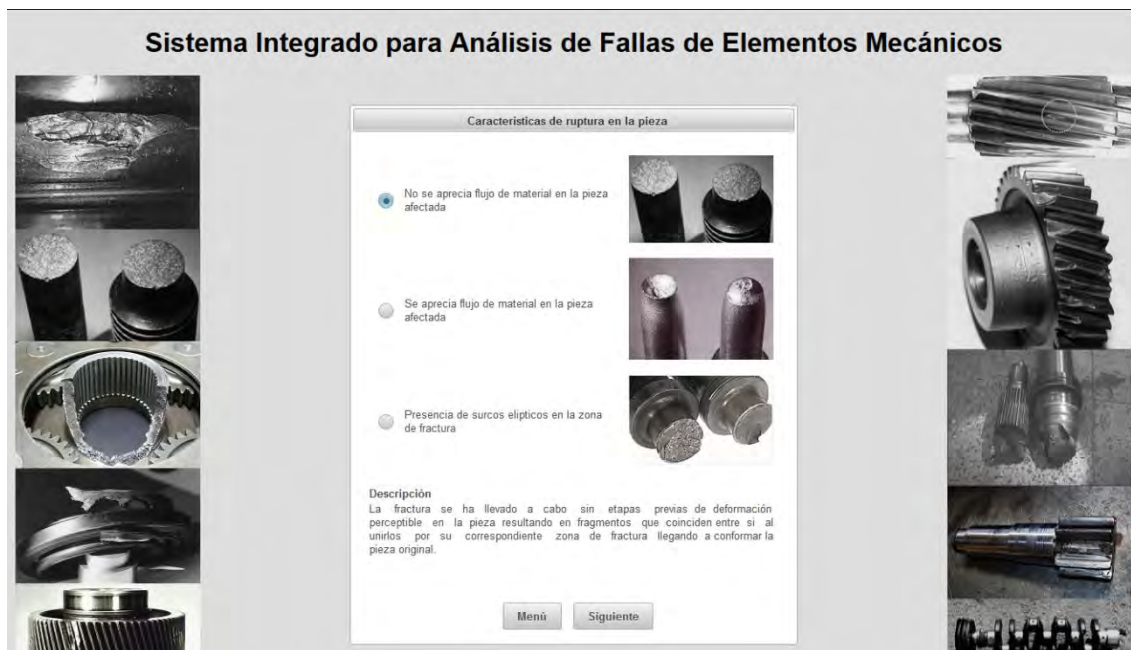 Sistema Integrado para Análisis de Fallas de Elementos Mecánicos
Características de ruptura en la pieza
No se aprecia flujo de material en la pieza
afectada
Se aprecia flujo de material en la pieza
afectada
Presencia de surcos elipticos en la zona
de fractura
Descripción
La fractura se ha llevado a cabo sin etapas previas de deformación
perceptible en la pieza resultando en fragmentos que coinciden entre si al
unirlos por su correspondiente zona de fractura llegando a conformar la
pieza original.
Menú Siguiente